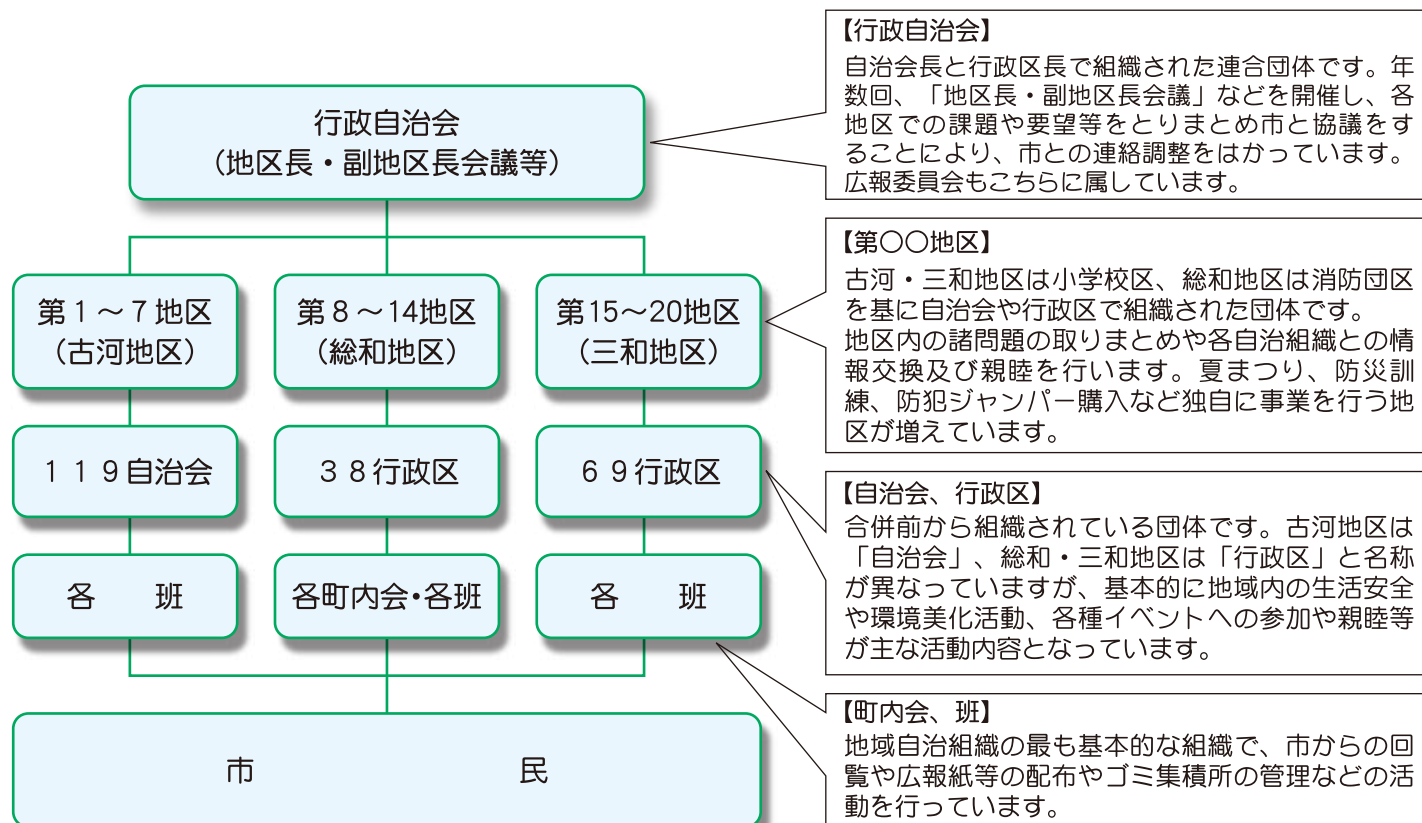 行政自治会
(地区長・副地区長会議等)
第1～7地区
(古河地区)
第8～14地区
(総和地区)
第15～20地区
(三和地区)
119自治会
38行政区
69行政区
各　班
各町内会・各班
各　班
市　民
【行政自治会】
自治会長と行政区長で組織された連合団体です。年
数回、「地区長・副地区長会議」などを開催し、各
地区での課題や要望等をとりまとめ市と協議をす
ることにより、市との連絡調整をはかっています。
広報委員会もこちらに属しています。
【第〇〇地区】
古河・三和地区は小学校区、総和地区は消防団区
を基に自治会や行政区で組織された団体です。
地区内の諸問題の取りまとめや各自治組織との情
報交換及び親睦を行います。夏まつり、防災訓
練、防犯ジャンパー購入など独自に事業を行う地
区が増えています。
【自治会、行政区】
合併前から組織されている団体です。古河地区は
「自治会」、総和・三和地区は「行政区」と名称
が異なっていますが、基本的に地域内の生活安全
や環境美化活動、各種イベントへの参加や親睦等
が主な活動内容となっています。
【町内会、班】
地域自治組織の最も基本的な組織で、市からの回
覧や広報紙等の配布やゴミ集積所の管理などの活
動を行っています。